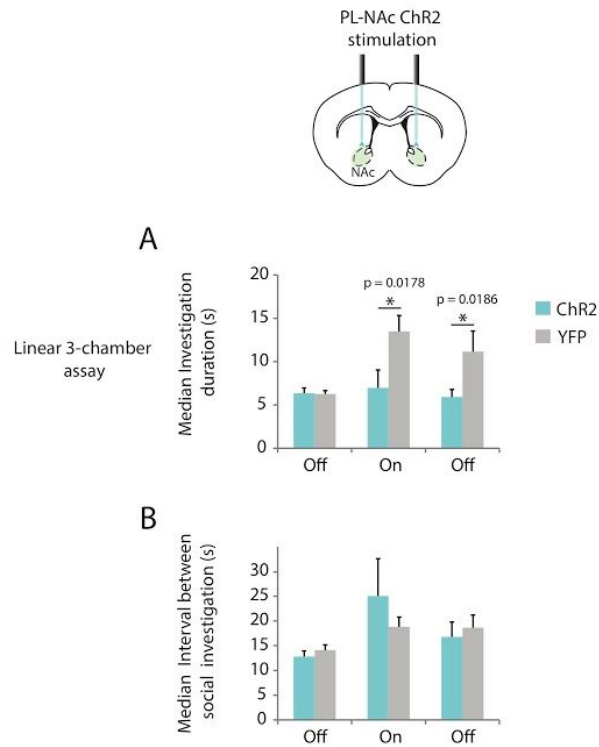 PL-NAc ChR2
stimulation
NAc
A
Linear 3-chamber
assay
Median Investigation
duration (s)
20
15
10
5
0
p = 0.0178
*
p = 0.0186
*
ChR2
YFP
Off
On
Off
B
Median Interval between
social investigation (s)
30
25
20
15
10
5
0
Off
On
Off